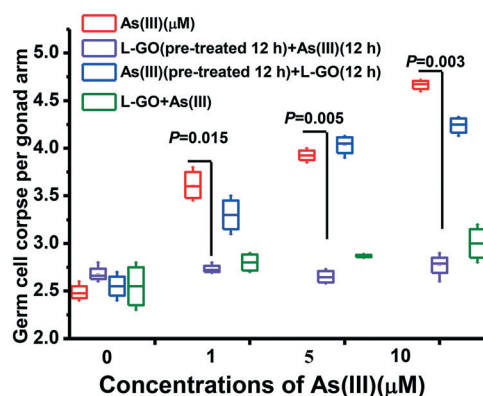 As(III)(μM)
L-GO(pre-treated 12 h)+As(III)(12 h)
As(III)(pre-treated 12 h)+L-GO(12 h)
L-GO+As(III)
P=0.003
P=0.015
P=0.005
Germ cell corpse per gonad arm
5.0
4.5
4.0
3.5
3.0
2.5
2.0
0 1 5 10
Concentrations of As(III)(μM)